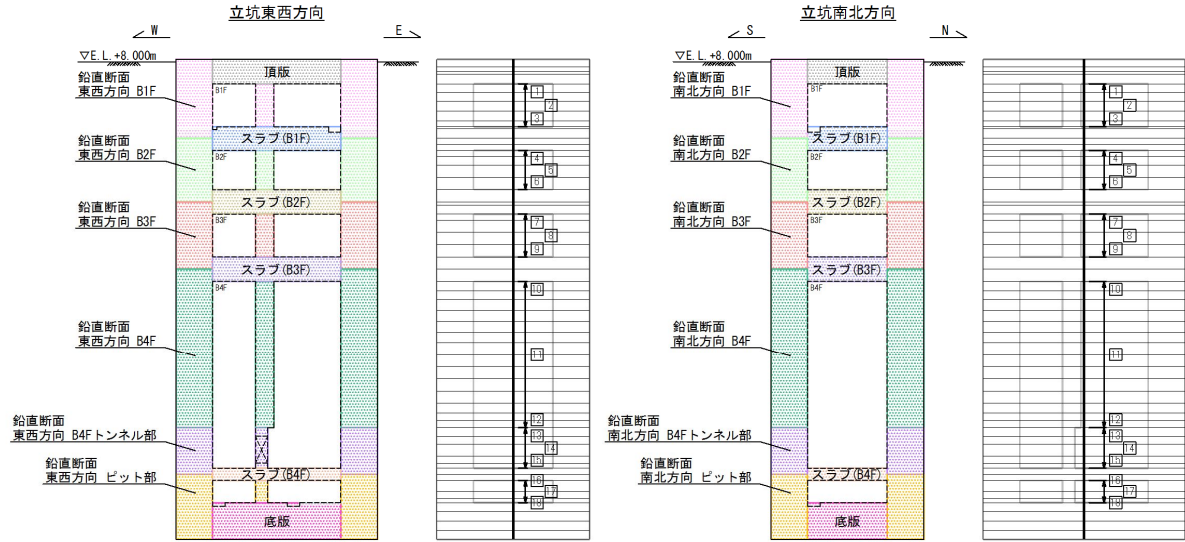 立坑東西方向
W
E
▽E.L.+8.000m
頂版
鉛直断面
東西方向 B1F
B1F
スラブ(B1F)
鉛直断面
東西方向 B2F
B2F
スラブ(B2F)
鉛直断面
東西方向 B3F
B3F
スラブ(B3F)
B4F
鉛直断面
東西方向 B4F
鉛直断面
東西方向 B4Fトンネル部
スラブ(B4F)
鉛直断面
東西方向 ピット部
底版
1
2
3
4
5
6
7
8
9
10
11
12
13
14
15
16
17
18
立坑南北方向
S
N
▽E.L.+8.000m
頂版
鉛直断面
南北方向 B1F
B1F
スラブ(B1F)
鉛直断面
南北方向 B2F
B2F
スラブ(B2F)
鉛直断面
南北方向 B3F
B3F
スラブ(B3F)
B4F
鉛直断面
南北方向 B4F
鉛直断面
南北方向 B4Fトンネル部
スラブ(B4F)
鉛直断面
南北方向 ピット部
底版
1
2
3
4
5
6
7
8
9
10
11
12
13
14
15
16
17
18